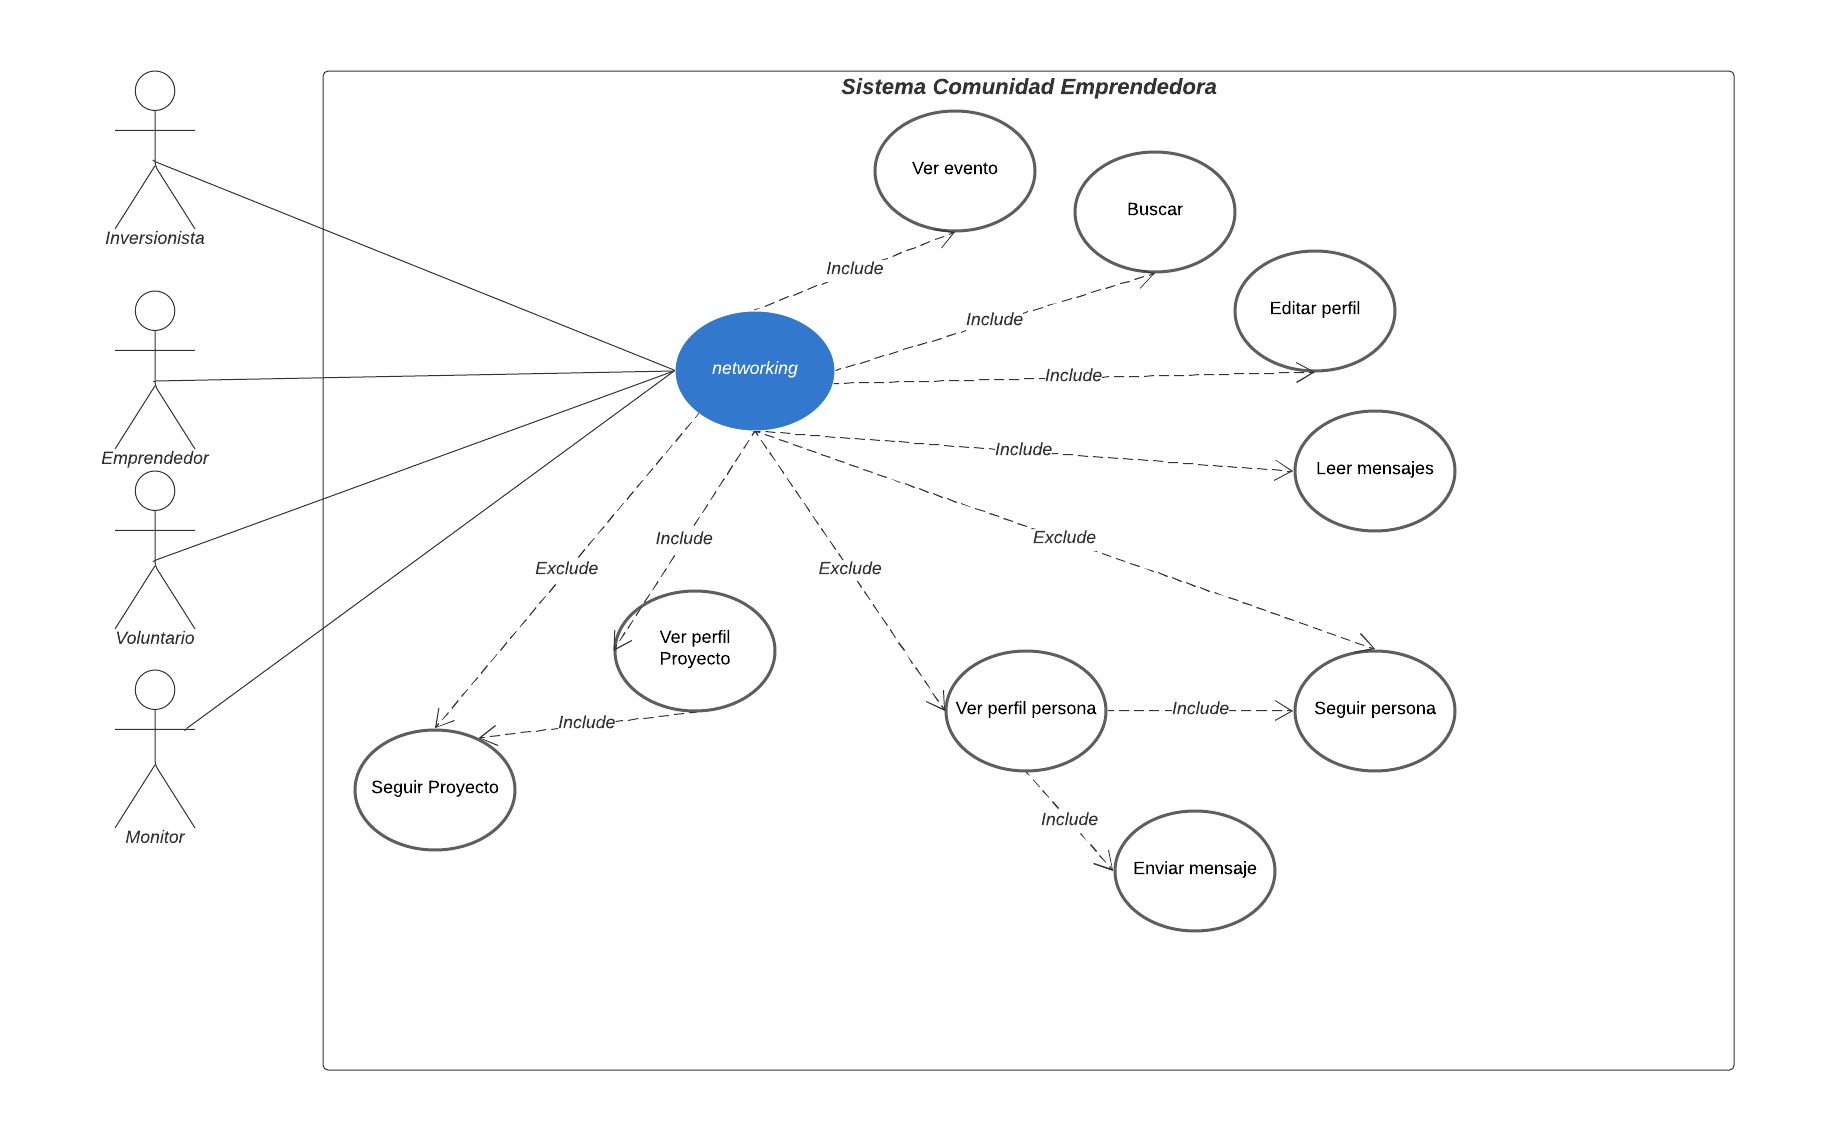 Sistema Comunidad Emprendedora
Ver evento
Buscar
Inversionista
Include
Editar perfil
Include
networking
Include
Emprendedor
Include
Leer mensajes
Include
Exclude
Exclude
Exclude
Voluntario
Ver perfil
Proyecto
Include
Ver perfil persona
Include
Seguir persona
Seguir Proyecto
Include
Monitor
Enviar mensaje